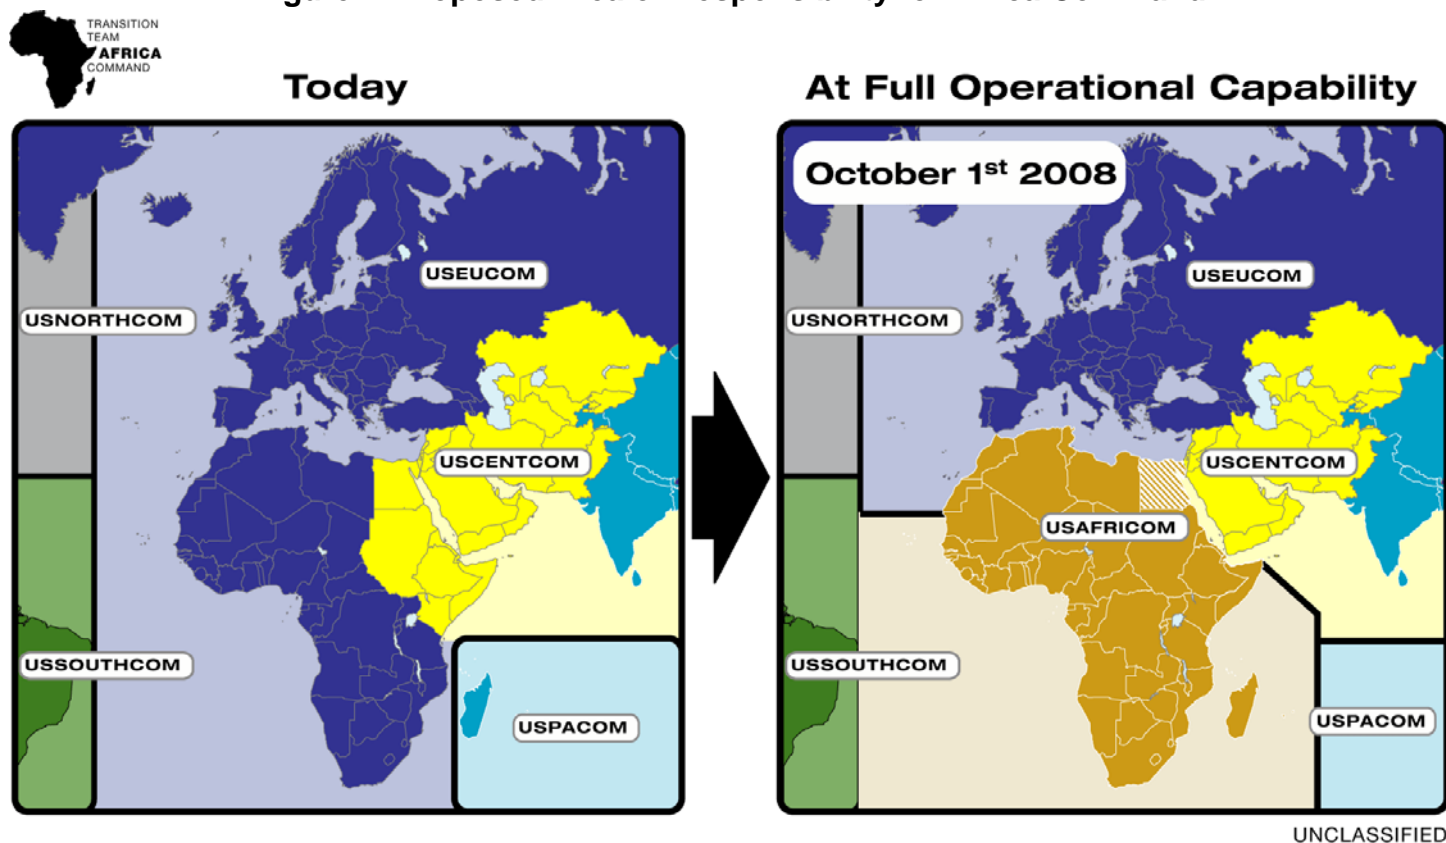 TRANSITION
TEAM
AFRICA
COMMAND
Today
At Full Operational Capability
October 1st 2008
USEUCOM
USNORTHCOM
USCENTCOM
USSOUTHCOM
USPACOM
USEUCOM
USNORTHCOM
USCENTCOM
USAFRICOM
USSOUTHCOM
USPACOM
UNCLASSIFIED